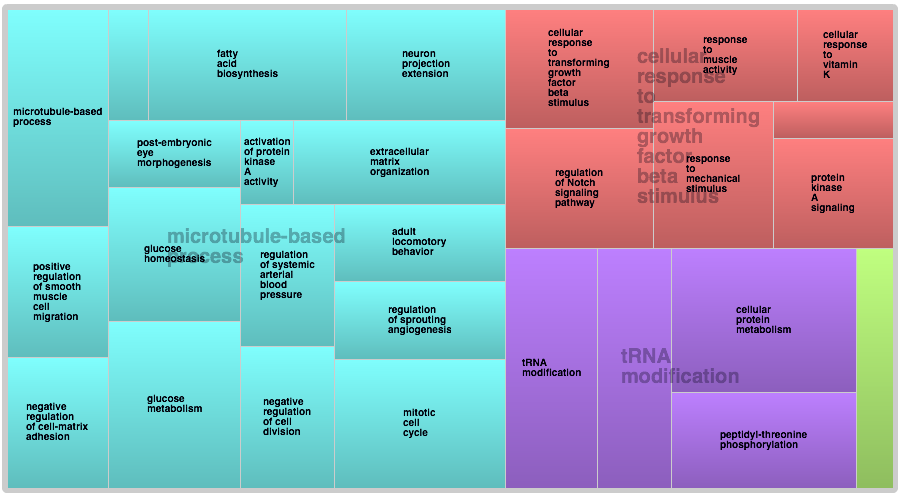 microtubule-based
process
fatty
acid
biosynthesis
neuron
projection
extension
post-embryonic
eye
morphogenesis
activation
of protein
kinase
A
activity
extracellular
matrix
organization
microtubule-based
process
glucose
homeostasis
regulation
of systemic
arterial
blood
pressure
adult
locomotory
behavior
positive
regulation
of smooth
muscle
cell
migration
regulation
of sprouting
angiogenesis
negative
regulation
of cell-matrix
adhesion
glucose
metabolism
negative
regulation
of cell
division
mitotic
cell
cycle
cellular
response
to
transforming
growth
factor
beta
stimulus
cellular
response
to
transforming
growth
factor
beta
stimulus
response
to
muscle
activity
cellular
response
to
vitamin
K
regulation
of Notch
signaling
pathway
response
to
mechanical
stimulus
protein
kinase
A
signaling
tRNA
modification
tRNA
modification
cellular
protein
metabolism
peptidyl-threonine
phosphorylation